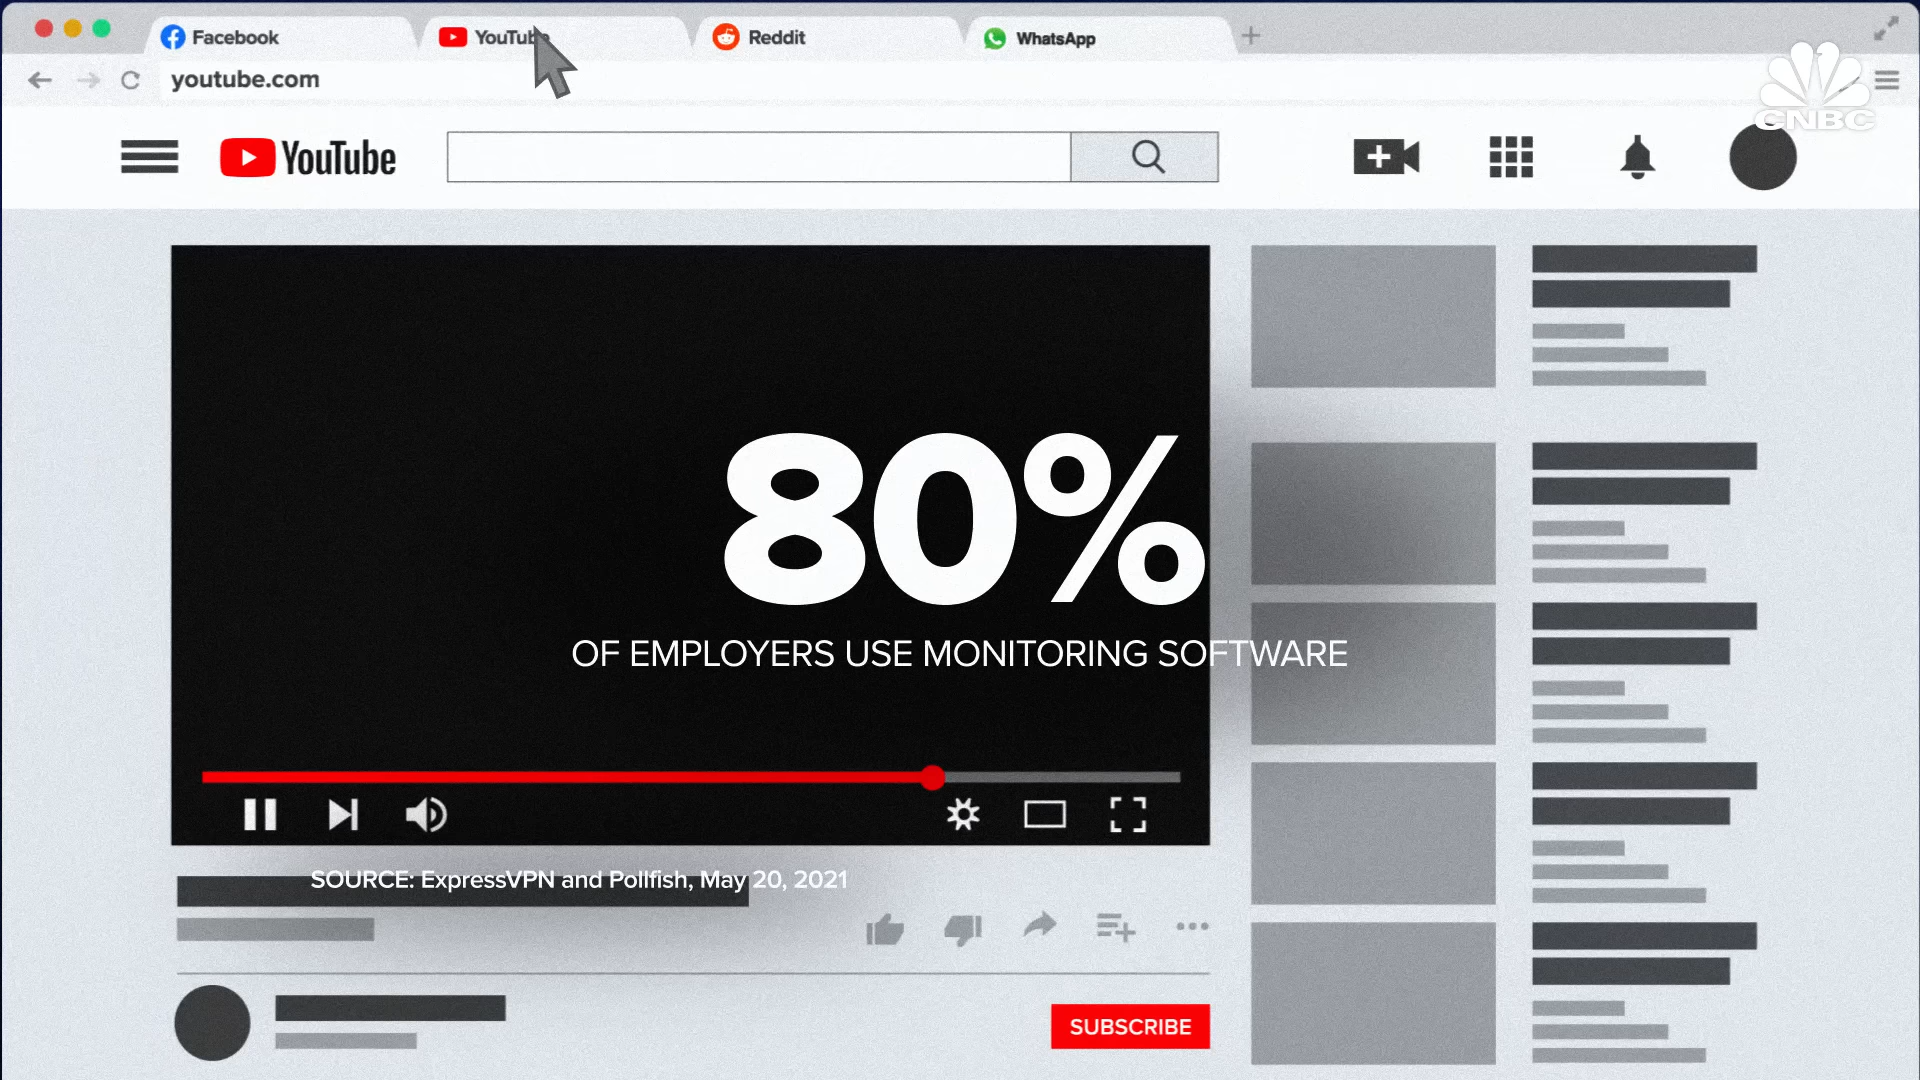 Facebook
YouTube
Reddit
WhatsApp
youtube.com
CNBC
YouTube
80%
OF EMPLOYERS USE MONITORING SOFTWARE
SOURCE: ExpressVPN and Pollfish, May 20, 2021
SUBSCRIBE